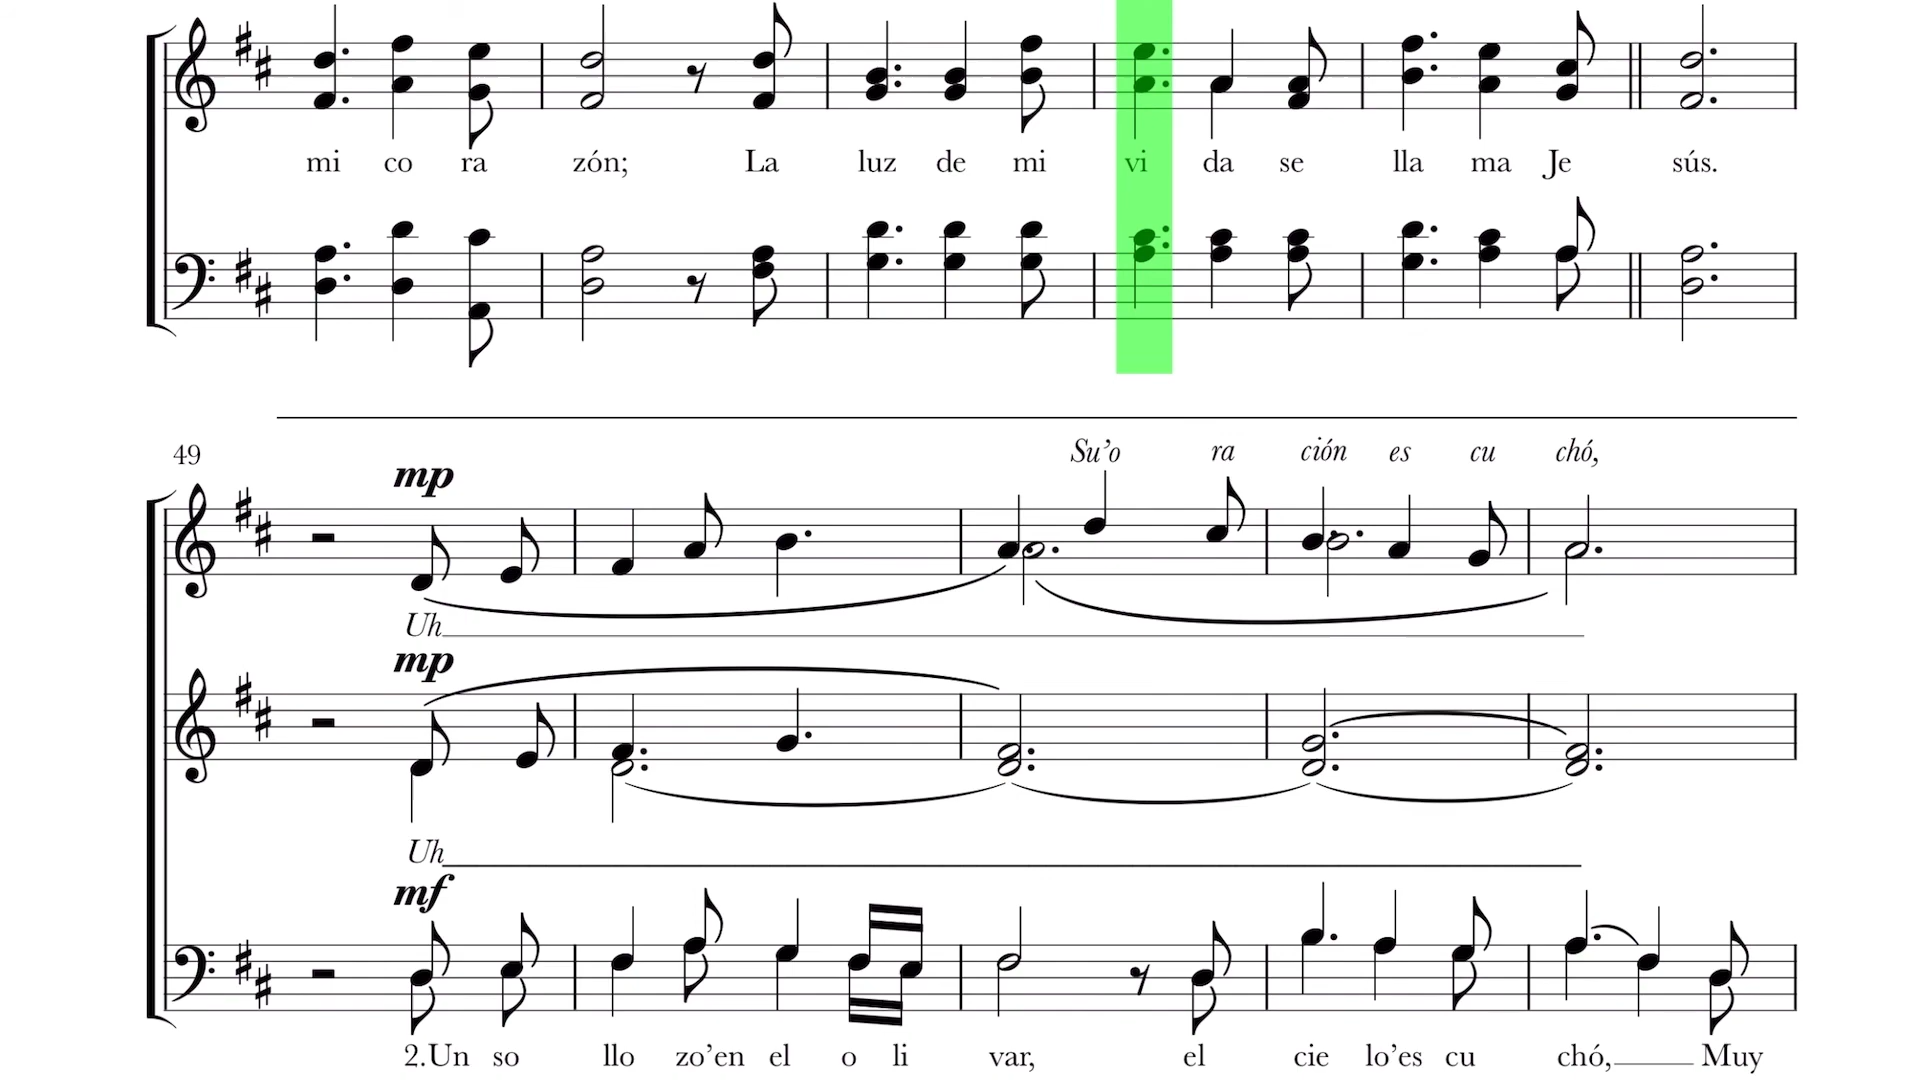 mi co ra zón; La luz de mi vi da se lla ma Je sús.
49
Su’o ra ción es cu chó,
mp
Uh
mp
Uh
mf
2.Un so llo zo’en el o li var, el cie lo’es cu chó, Muy